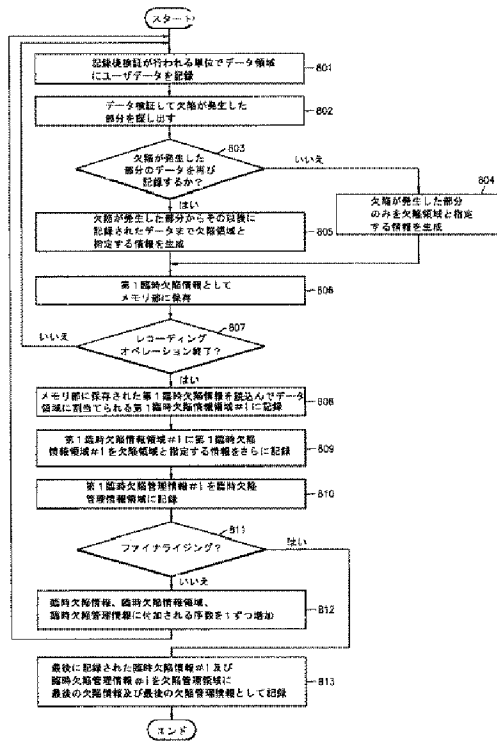 スタート
記録後検証が行われる単位でデータ領域
にユーザデータを記録
801
データ検証して欠陥が発生した
部分を探し出す
802
803
欠陥が発生した
部分のデータを再び
記録するか？
いいえ
はい
804
欠陥が発生した部分
のみを欠陥領域と指定
する情報を生成
欠陥が発生した部分からその以後に
記録されたデータまで欠陥領域と
指定する情報を生成
805
第1臨時欠陥情報として
メモリ部に保存
806
807
いいえ
レコーディング
オペレーション終了？
はい
メモリ部に保存された第1臨時欠陥情報を読込んでデータ
領域に割当てられる第1臨時欠陥情報領域#iに記録
808
第1臨時欠陥情報領域#iに第1臨時欠陥
情報領域#iを欠陥領域と指定する情報をさらに記録
809
第1臨時欠陥管理情報#iを臨時欠陥
管理情報領域に記録
810
811
ファイナライジング？
はい
いいえ
臨時欠陥情報、臨時欠陥情報領域、
臨時欠陥管理情報に付加される序数を1ずつ増加
812
最後に記録された臨時欠陥情報#i及び
臨時欠陥管理情報#iを欠陥管理領域に
最後の欠陥情報及び最後の欠陥管理情報として記録
813
エンド